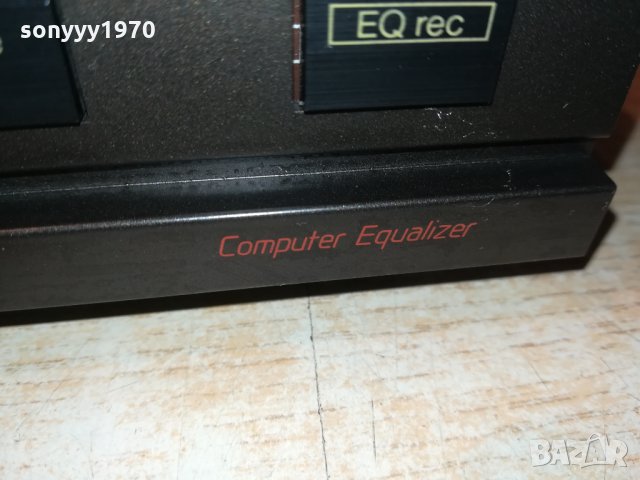 sonyyy1970
EQ rec
Computer Equalizer
BAZAR